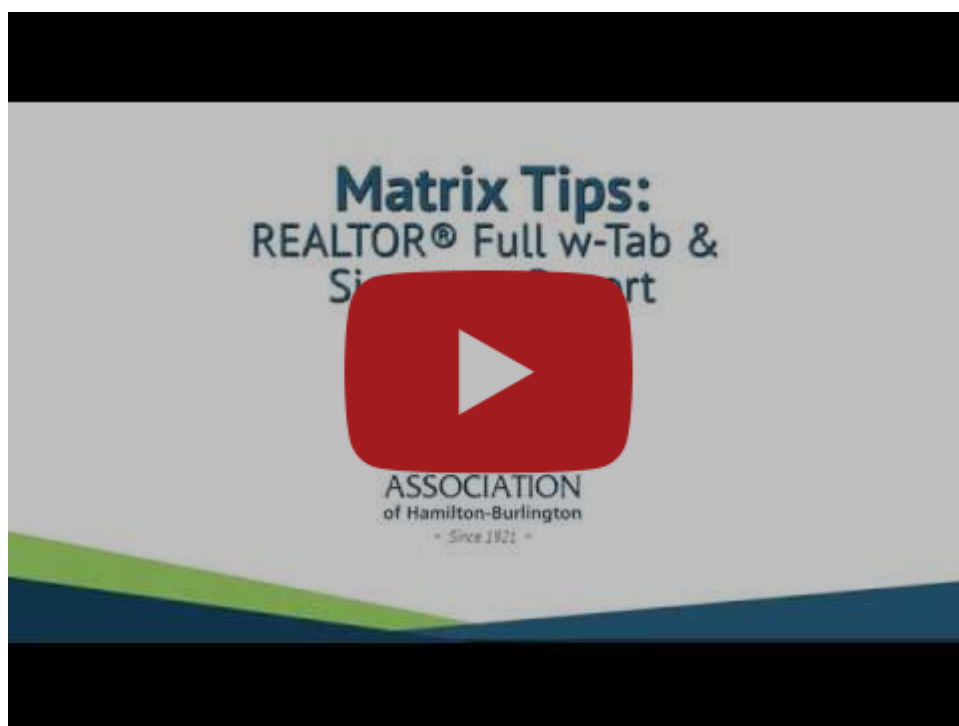 Matrix Tips:
REALTOR® Full w-Tab &
ASSOCIATION
of Hamilton-Burlington
- Since 1921 -